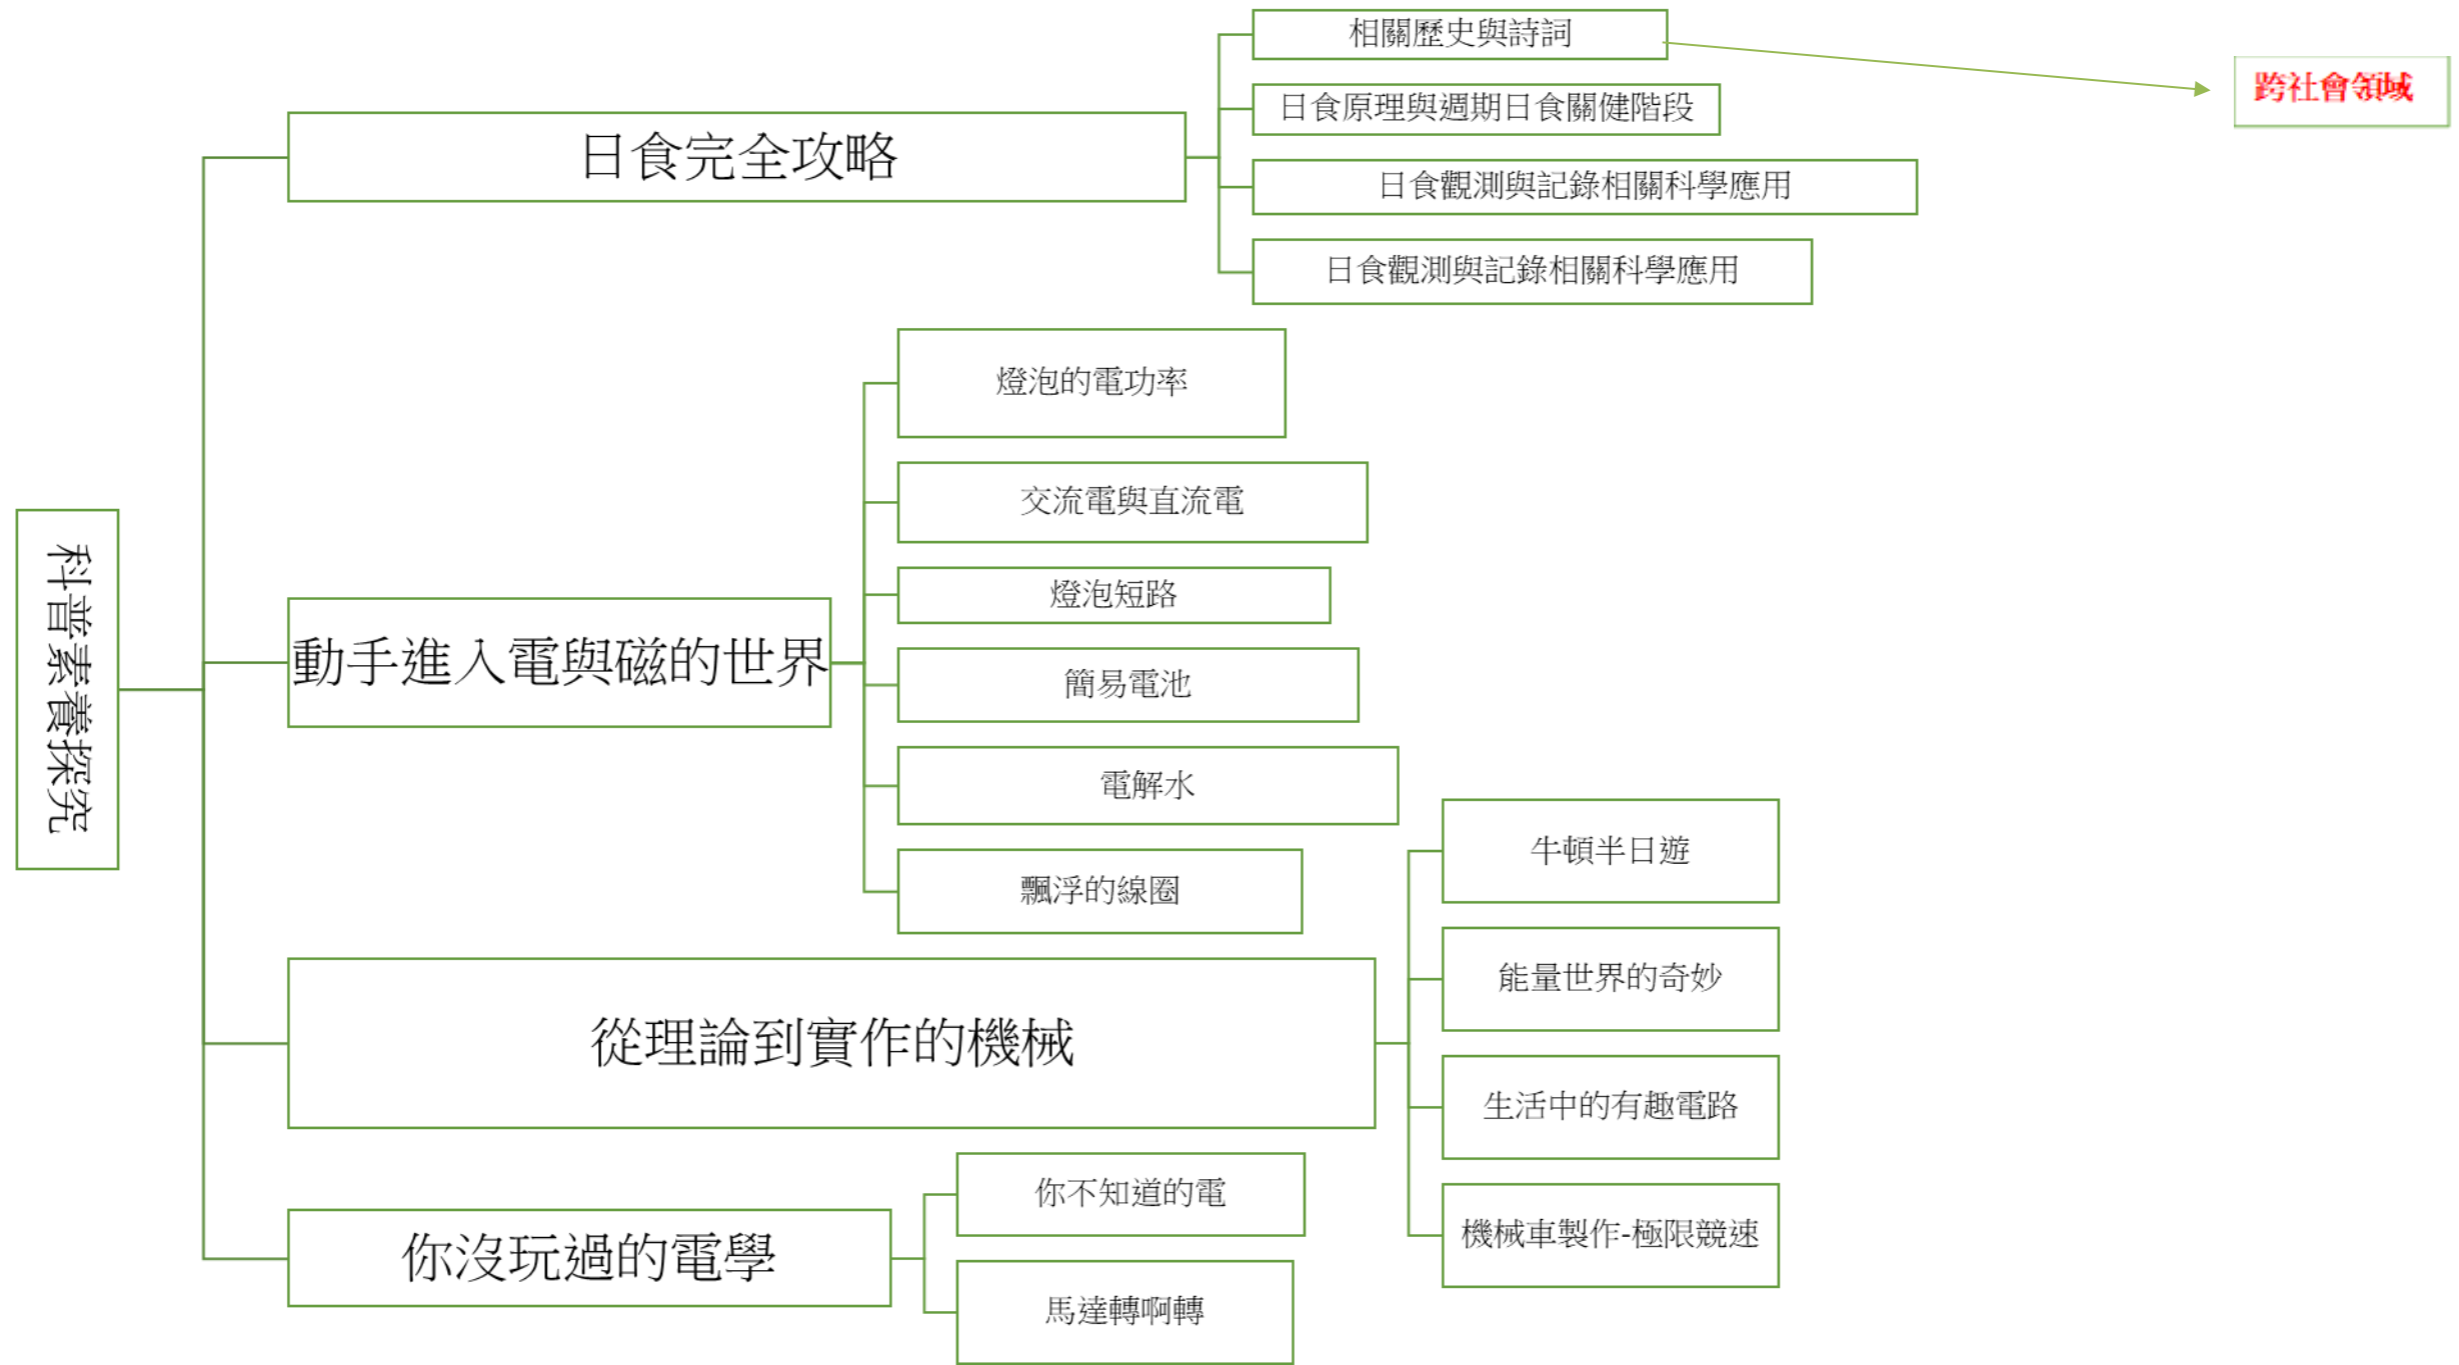 科普素養探究
日食完全攻略
相關歷史與詩詞
跨社會領域
日食原理與週期日食關健階段
日食觀測與記錄相關科學應用
日食觀測與記錄相關科學應用
動手進入電與磁的世界
燈泡的電功率
交流電與直流電
燈泡短路
簡易電池
電解水
飄浮的線圈
從理論到實作的機械
牛頓半日遊
能量世界的奇妙
生活中的有趣電路
機械車製作-極限競速
你沒玩過的電學
你不知道的電
馬達轉啊轉